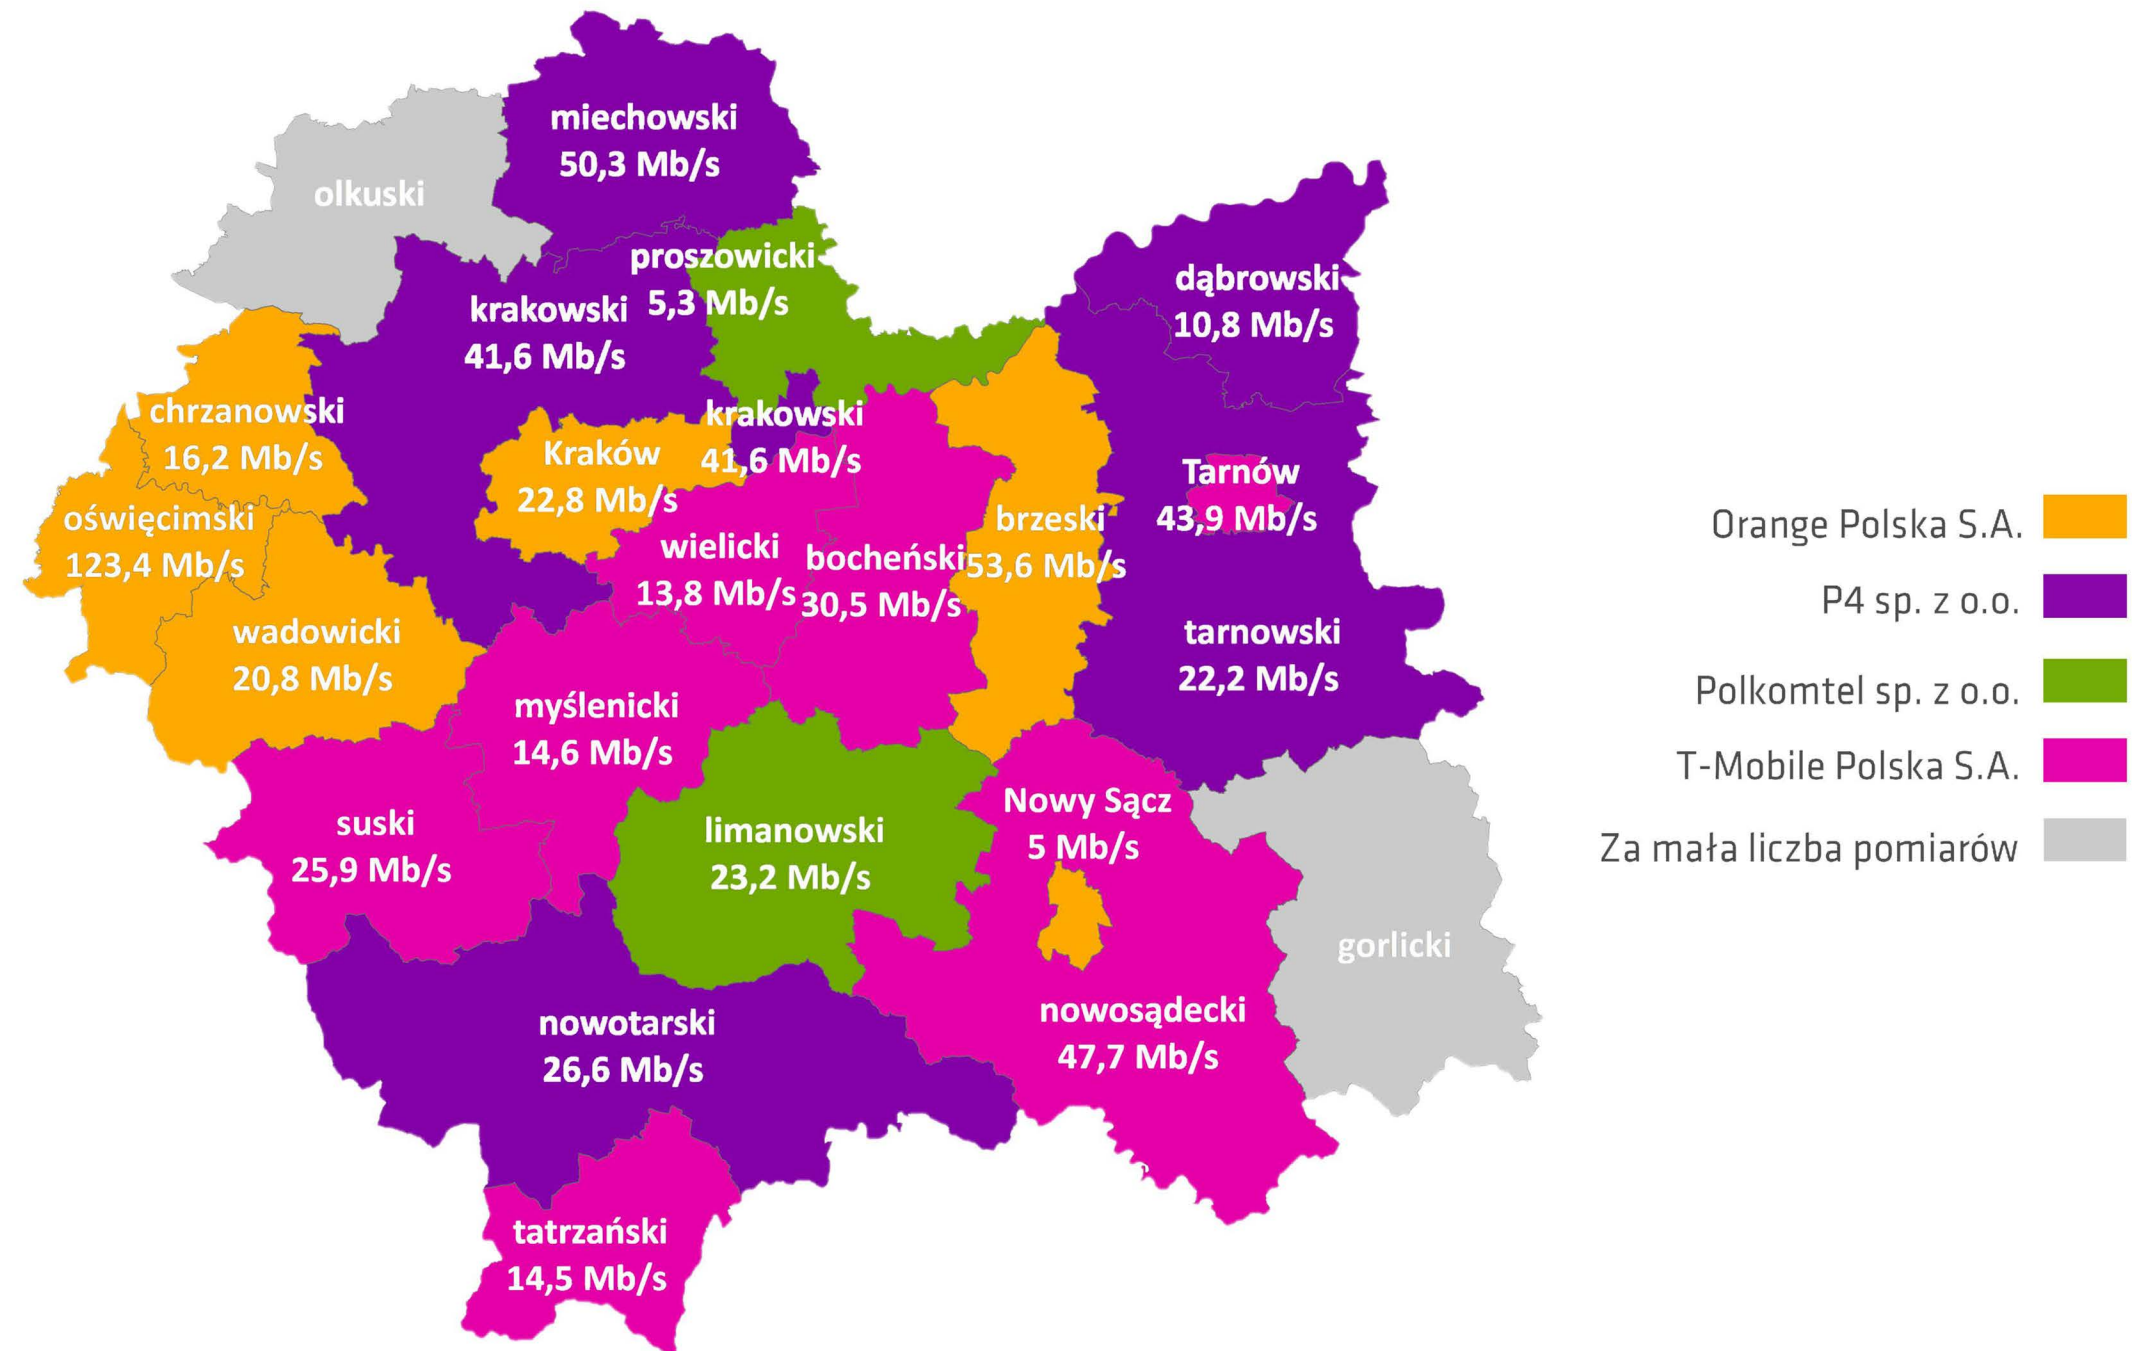 miechowski
50,3 Mb/s
olkuski
proszowicki
5,3 Mb/s
dąbrowski
10,8 Mb/s
krakowski
41,6 Mb/s
chrzanowski
16,2 Mb/s
krakowski
41,6 Mb/s
Kraków
22,8 Mb/s
Tarnów
43,9 Mb/s
oświęcimski
123,4 Mb/s
wielicki
13,8 Mb/s
bocheński
30,5 Mb/s
brzeski
53,6 Mb/s
wadowicki
20,8 Mb/s
tarnowski
22,2 Mb/s
myślenicki
14,6 Mb/s
suski
25,9 Mb/s
limanowski
23,2 Mb/s
Nowy Sącz
5 Mb/s
gorlicki
nowotarski
26,6 Mb/s
nowosądecki
47,7 Mb/s
tatrzański
14,5 Mb/s
Orange Polska S.A.
P4 sp. z o.o.
Polkomtel sp. z o.o.
T-Mobile Polska S.A.
Za mała liczba pomiarów